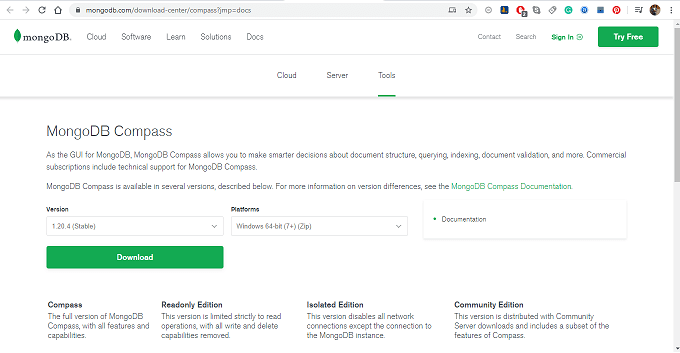 mongodb.com/download-center/compass?jmp=docs
2
mongoDB. Cloud Software Learn Solutions Docs Contact Search Sign In Try Free
Cloud Server Tools
MongoDB Compass
As the GUI for MongoDB, MongoDB Compass allows you to make smarter decisions about document structure, querying, indexing, document validation, and more. Commercial
subscriptions include technical support for MongoDB Compass.
MongoDB Compass is available in several versions, described below. For more information on version differences, see the MongoDB Compass Documentation.
Version Platforms
1.20.4 (Stable) Windows 64-bit (7+) (Zip) Documentation
Download
Compass
The full version of MongoDB
Compass, with all features and
capabilities.
Readonly Edition
This version is limited strictly to read
operations, with all write and delete
capabilities removed.
Isolated Edition
This version disables all network
connections except the connection to
the MongoDB instance.
Community Edition
This version is distributed with Community
Server downloads and includes a subset of the
features of Compass.